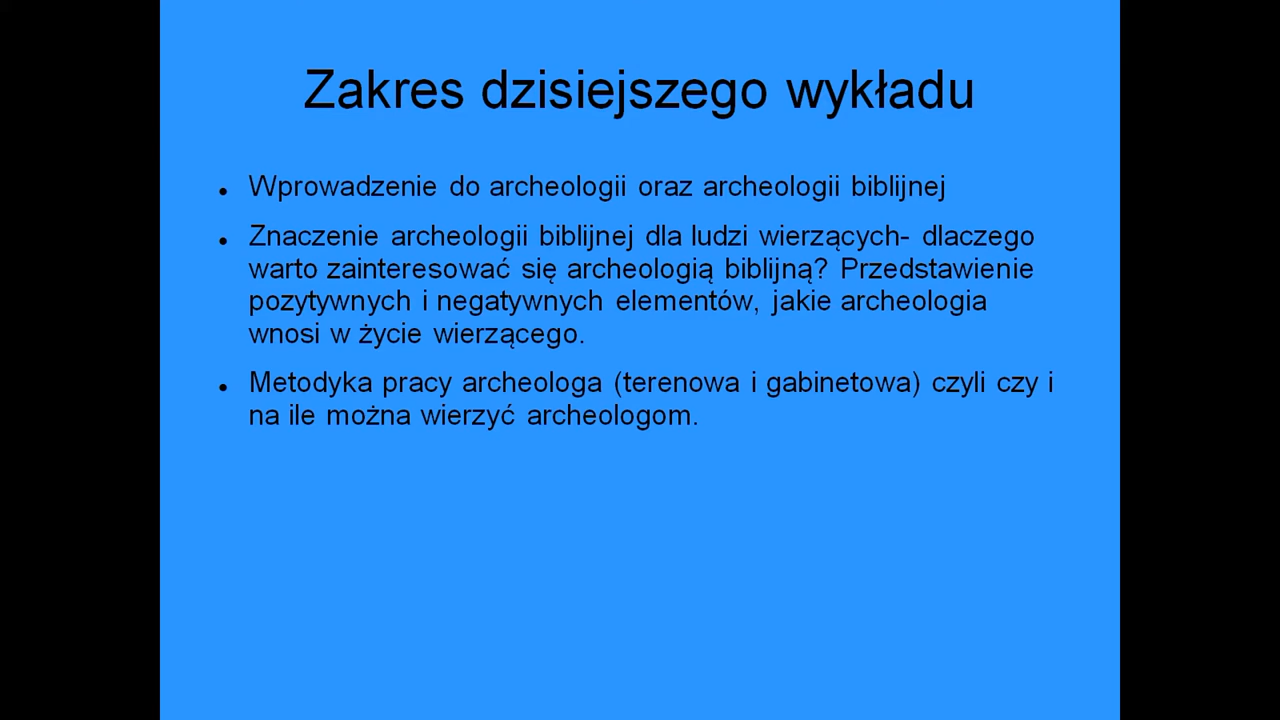 Zakres dzisiejszego wykładu
• Wprowadzenie do archeologii oraz archeologii biblijnej
• Znaczenie archeologii biblijnej dla ludzi wierzących- dlaczego
warto zainteresować się archeologią biblijną? Przedstawienie
pozytywnych i negatywnych elementów, jakie archeologia
wnosi w życie wierzącego.
• Metodyka pracy archeologa (terenowa i gabinetowa) czyli czy i
na ile można wierzyć archeologom.